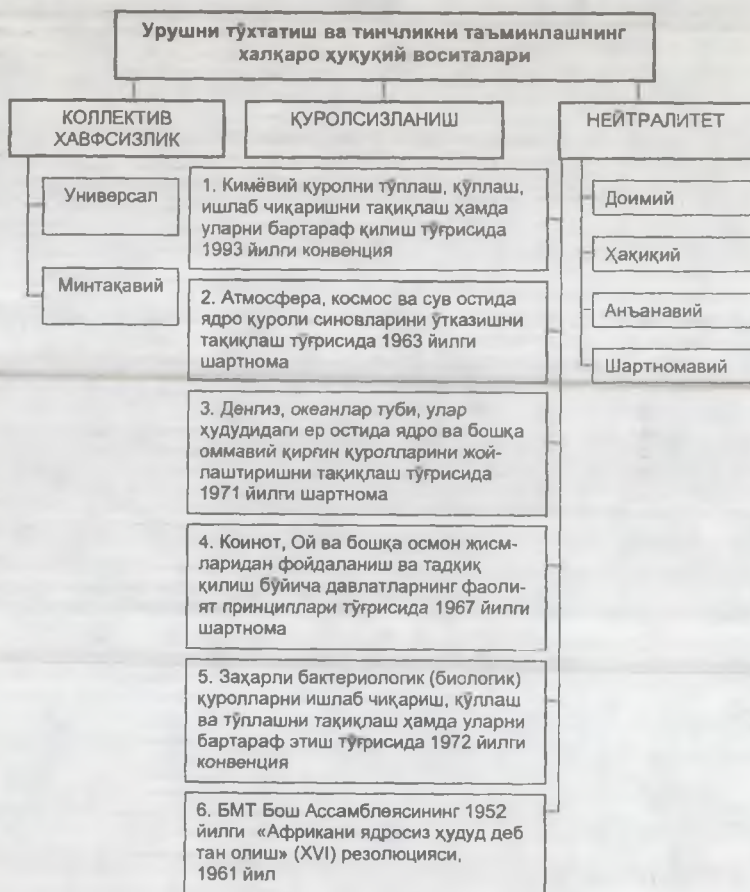 Урушни тўхтатиш ва тинчликни таъминлашнинг
халқаро ҳуқуқий воситалари
КОЛЛЕКТИВ
ХАВФСИЗЛИК
Универсал
Минтақавий
ҚУРОЛСИЗЛАНИШ
1. Кимёвий қуролни тўплаш, қўллаш,
ишлаб чиқаришни тақиқлаш ҳамда
уларни бартараф қилиш тўғрисида
1993 йилги конвенция
2. Атмосфера, космос ва сув остида
ядро қуроли синовларини ўтказишни
тақиқлаш тўғрисида 1963 йилги
шартнома
3. Денгиз, океанлар туби, улар
ҳудудидаги ер остида ядро ва бошқа
оммавий қирғин қуролларини жой-
лаштиришни тақиқлаш тўғрисида
1971 йилги шартнома
4. Коинот, Ой ва бошқа осмон жисм-
ларидан фойдаланиш ва тадқиқ
қилиш бўйича давлатларнинг фаоли-
ят принциплари тўғрисида 1967 йилги
шартнома
5. Заҳарли бактериологик (биологик)
қуролларни ишлаб чиқариш, қўллаш
ва тўплашни тақиқлаш ҳамда уларни
бартараф этиш тўғрисида 1972 йилги
конвенция
6. БМТ Бош Ассамблеясининг 1952
йилги «Африкани ядросиз ҳудуд деб
тан олиш» (XVI) резолюцияси,
1961 йил
НЕЙТРАЛИТЕТ
Доимий
Ҳақиқий
Анъанавий
Шартномавий